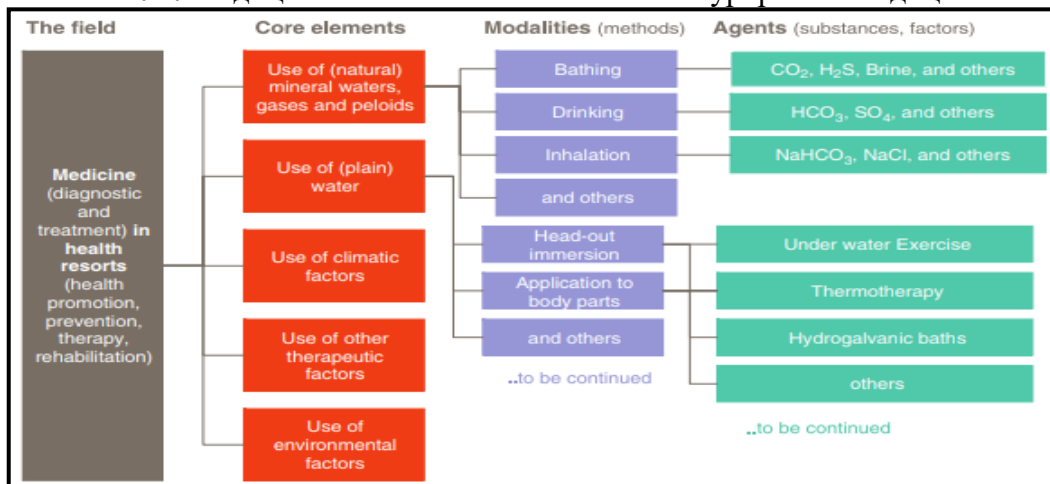 The field
Core elements
Modalities (methods)
Agents (substances, factors)
Medicine
(diagnostic
and
treatment) in
health
resorts
(health
promotion,
prevention,
therapy,
rehabilitation)
Use of (natural)
mineral waters,
gases and peloids
Use of (plain)
water
Use of climatic
factors
Use of other
therapeutic
factors
Use of
environmental
factors
Bathing
Drinking
Inhalation
and others
Head-out
immersion
Application to
body parts
and others
..to be continued
CO₂, H₂S, Brine, and others
HCO₃, SO₄, and others
NaHCO₃, NaCl, and others
Under water Exercise
Thermotherapy
Hydrogalvanic baths
others
..to be continued